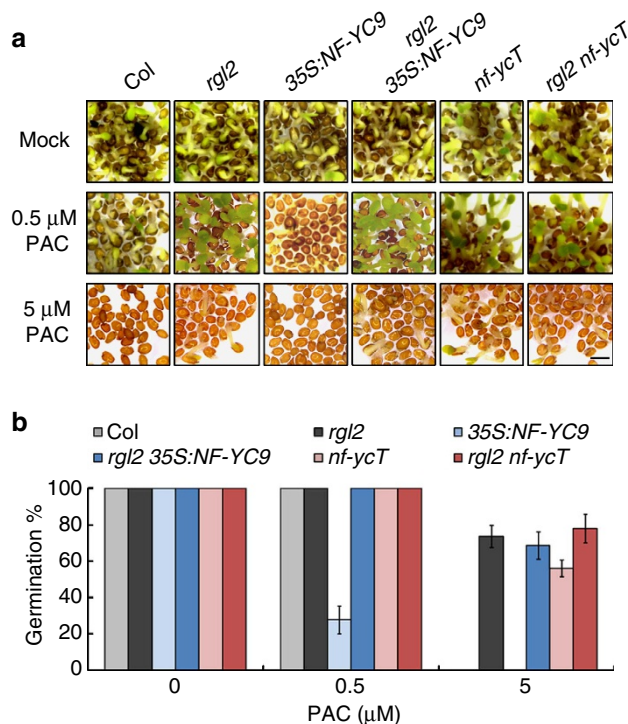 a
Col
rgl2
35S:NF-YC9
rgl2
35S:NF-YC9
nf-ycT
rgl2 nf-ycT
Mock
0.5 µM
PAC
5 µM
PAC
b
Col
rgl2
35S:NF-YC9
rgl2 35S:NF-YC9
nf-ycT
rgl2 nf-ycT
Germination %
100
80
60
40
20
0
0
0.5
5
PAC (µM)